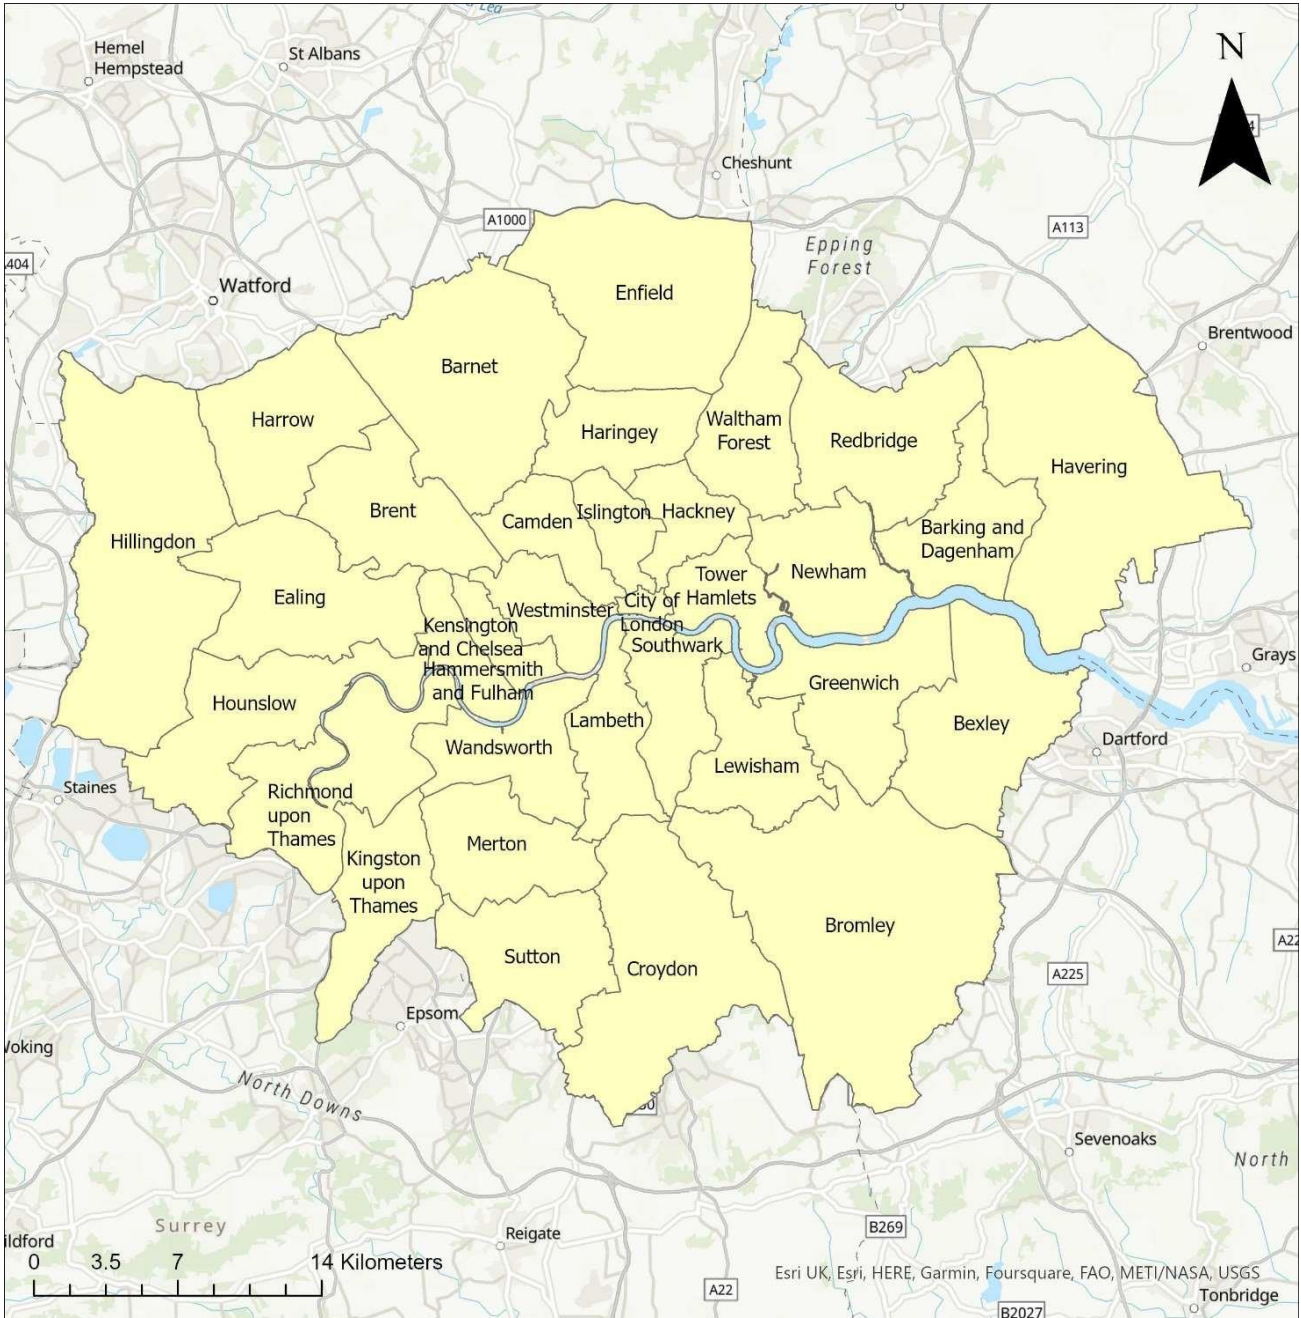 Hemel
Hempstead
St Albans
Lea
N
Cheshunt
A1000
A113
Epping
Forest
404
Watford
Enfield
Brentwood
Barnet
Harrow
Haringey
Waltham
Forest
Redbridge
Havering
Brent
Camden
Islington
Hackney
Barking and
Dagenham
Hillingdon
Ealing
Tower
Hamlets
Newham
Westminster
City of
London
Kensington
and Chelsea
Southwark
Hammersmith
and Fulham
Grays
Hounslow
Greenwich
Lambeth
Bexley
Wandsworth
Dartford
Lewisham
Staines
Richmond
upon
Thames
Merton
Kingston
upon
Thames
Bromley
A22
Sutton
Croydon
A225
Epsom
Woking
North Downs
Sevenoaks
North
Surrey
B269
Reigate
ildford
0 3.5 7 14 Kilometers
Esri UK, Esri, HERE, Garmin, Foursquare, FAO, METI/NASA, USGS
A22
Tonbridge
B2027